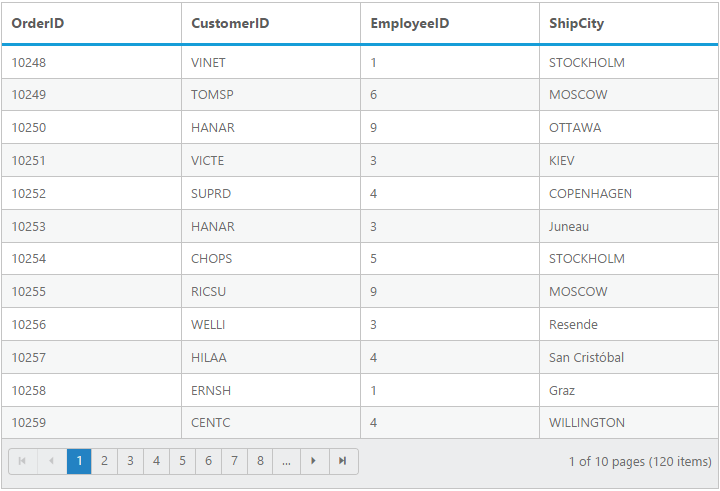 OrderID CustomerID EmployeeID ShipCity
10248 VINET 1 STOCKHOLM
10249 TOMSP 6 MOSCOW
10250 HANAR 9 OTTAWA
10251 VICTE 3 KIEV
10252 SUPRD 4 COPENHAGEN
10253 HANAR 3 Juneau
10254 CHOPS 5 STOCKHOLM
10255 RICSU 9 MOSCOW
10256 WELLI 3 Resende
10257 HILAA 4 San Cristóbal
10258 ERNSH 1 Graz
10259 CENTC 4 WILLINGTON
1 2 3 4 5 6 7 8 ... 1 of 10 pages (120 items)